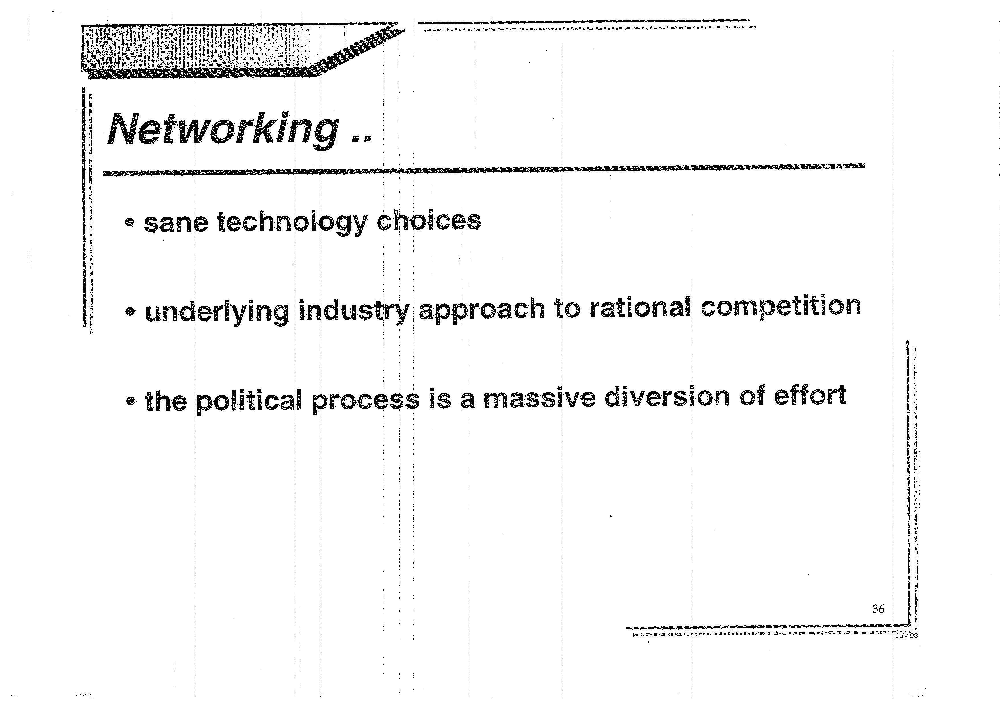 Networking ..
• sane technology choices
• underlying industry approach to rational competition
• the political process is a massive diversion of effort
36
July 93